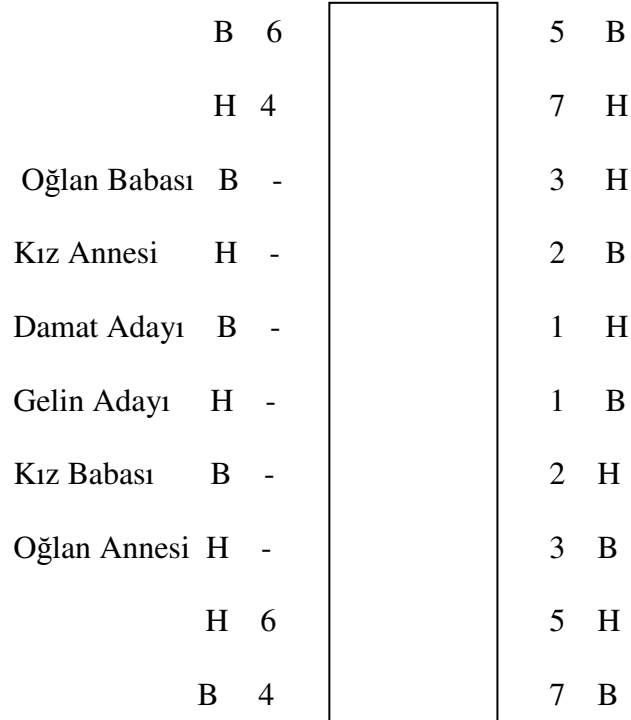 B 6 5 B
H 4 7 H
Oğlan Babası B - 3 H
Kız Annesi H - 2 B
Damat Adayı B - 1 H
Gelin Adayı H - 1 B
Kız Babası B - 2 H
Oğlan Annesi H - 3 B
H 6 5 H
B 4 7 B